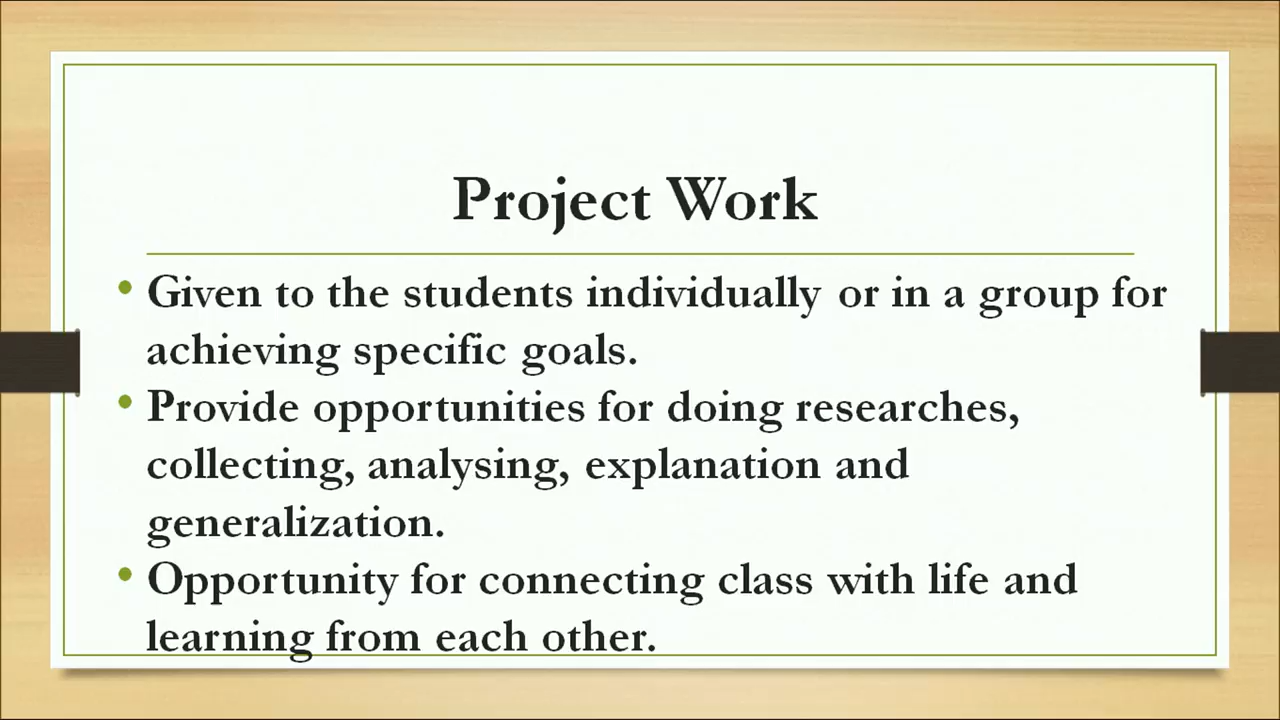 Project Work
• Given to the students individually or in a group for
achieving specific goals.
• Provide opportunities for doing researches,
collecting, analysing, explanation and
generalization.
• Opportunity for connecting class with life and
learning from each other.